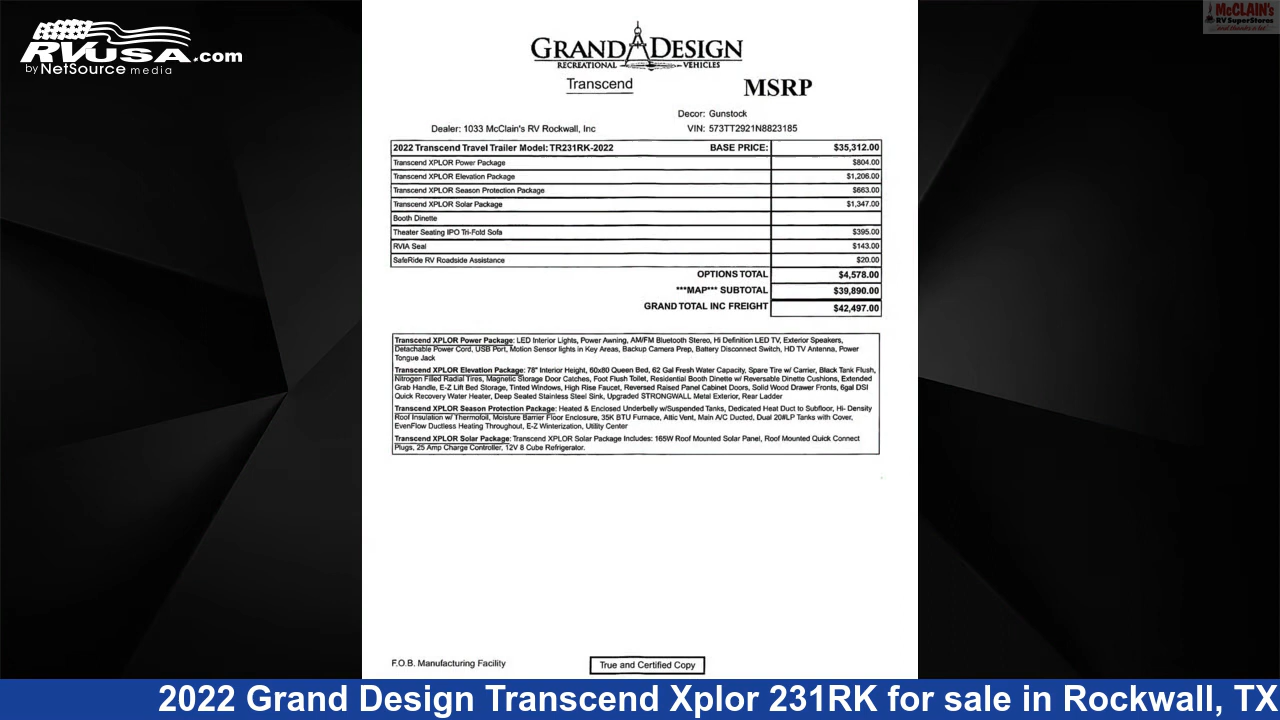 RVUSA.com
by NetSource media
McCLAIN's
RV SuperStores
GRAND DESIGN
RECREATIONAL VEHICLES
Transcend
MSRP
Decor: Gunstock
Dealer: 1033 McClain's RV Rockwall, Inc
VIN: 573TT2921N8823185
2022 Transcend Travel Trailer Model: TR231RK-2022 BASE PRICE: $35,312.00
Transcend XPLOR Power Package $804.00
Transcend XPLOR Elevation Package $1,206.00
Transcend XPLOR Season Protection Package $663.00
Transcend XPLOR Solar Package $1,347.00
Booth Dinette
Theater Seating IPO Tri-Fold Sofa $395.00
RVIA Seal $143.00
SafeRide RV Roadside Assistance $20.00
OPTIONS TOTAL $4,578.00
***MAP*** SUBTOTAL $39,890.00
GRAND TOTAL INC FREIGHT $42,497.00
Transcend XPLOR Power Package: LED Interior Lights, Power Awning, AM/FM Bluetooth Stereo, Hi Definition LED TV, Exterior Speakers,
Detachable Power Cord, USB Port, Motion Sensor lights in Key Areas, Backup Camera Prep, Battery Disconnect Switch, HD TV Antenna, Power
Tongue Jack
Transcend XPLOR Elevation Package: 78" Interior Height, 60x80 Queen Bed, 62 Gal Fresh Water Capacity, Spare Tire w/ Carrier, Black Tank Flush,
Nitrogen Filled Radial Tires, Magnetic Storage Door Catches, Foot Flush Toilet, Residential Booth Dinette w/ Reversable Dinette Cushions, Extended
Grab Handle, E-Z Lift Bed Storage, Tinted Windows, High Rise Faucet, Reversed Raised Panel Cabinet Doors, Solid Wood Drawer Fronts, 6gal DSI
Quick Recovery Water Heater, Deep Seated Stainless Steel Sink, Upgraded STRONGWALL Metal Exterior, Rear Ladder
Transcend XPLOR Season Protection Package: Heated & Enclosed Underbelly w/Suspended Tanks, Dedicated Heat Duct to Subfloor, Hi- Density
Roof Insulation w/ Thermofoil, Moisture Barrier Floor Enclosure, 35K BTU Furnace, Attic Vent, Main A/C Ducted, Dual 20#LP Tanks with Cover,
EvenFlow Ductless Heating Throughout, E-Z Winterization, Utility Center
Transcend XPLOR Solar Package: Transcend XPLOR Solar Package Includes: 165W Roof Mounted Solar Panel, Roof Mounted Quick Connect
Plugs, 25 Amp Charge Controller, 12V 8 Cube Refrigerator.
F.O.B. Manufacturing Facility
True and Certified Copy
2022 Grand Design Transcend Xplor 231RK for sale in Rockwall, TX